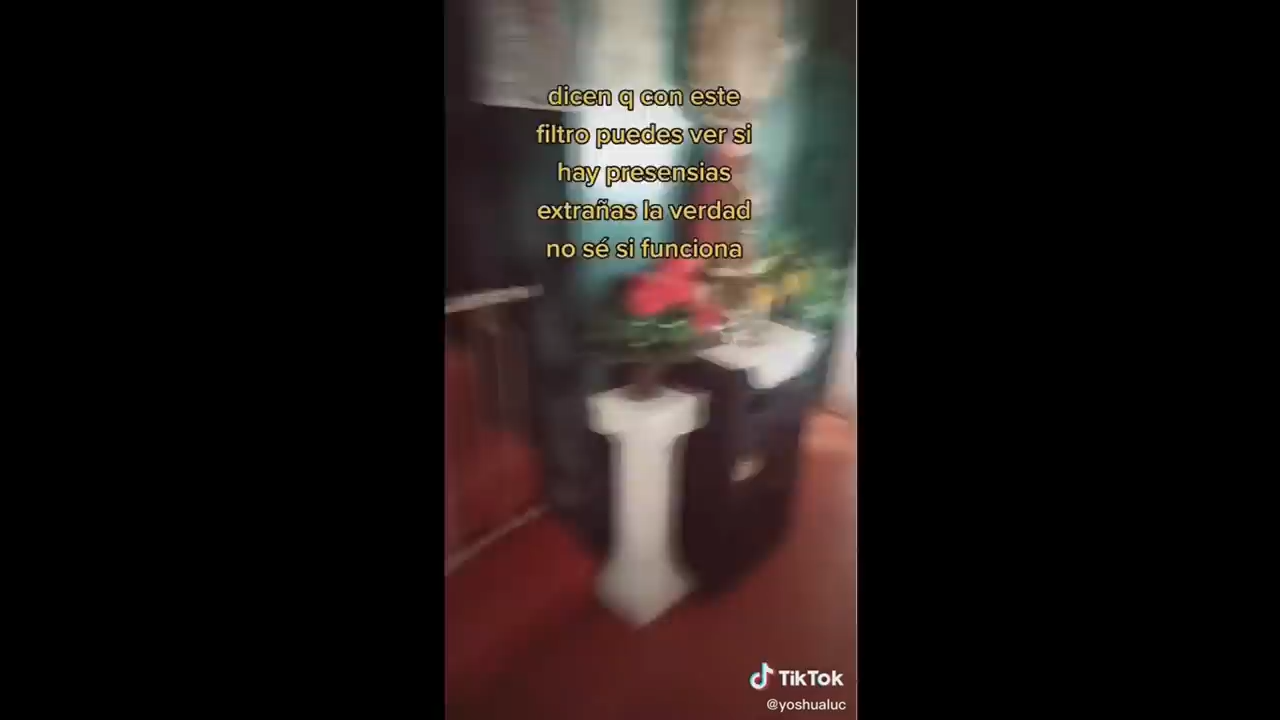 dicen q con este
filtro puedes ver si
hay presensias
extrañas la verdad
no sé si funciona
TikTok
@yoshualuc